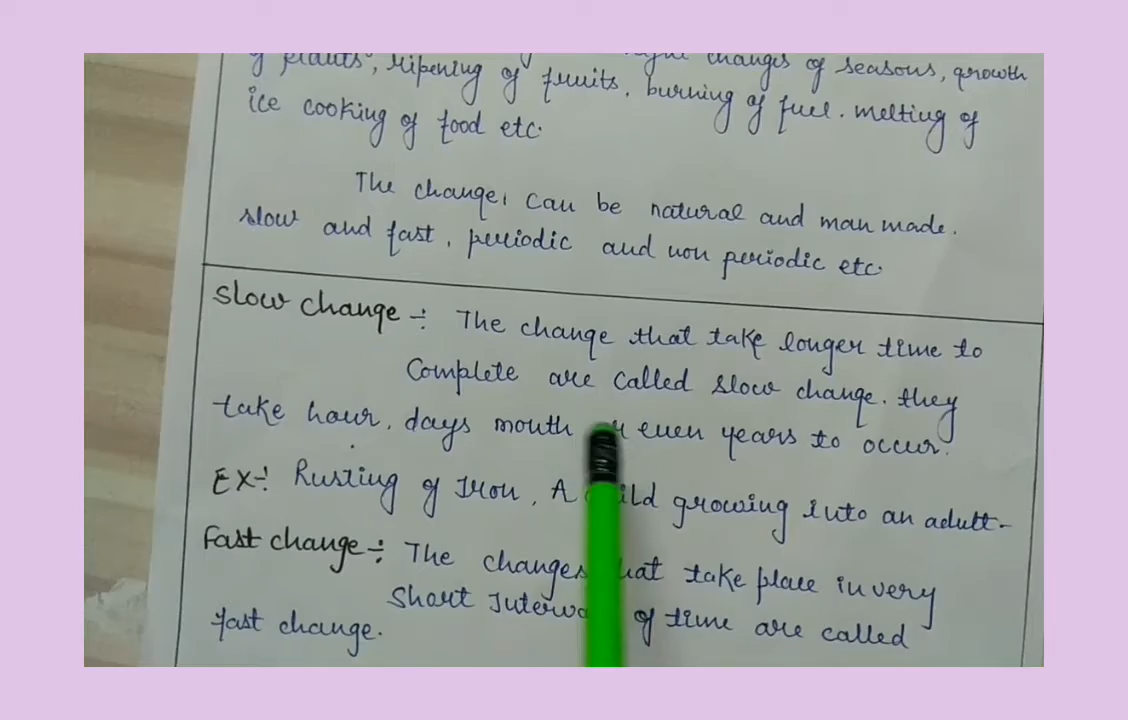 of plants, ripening of fruits, burning of fuel. melting of
changes of seasons, growth
ice cooking of food etc.
The change, can be natural and man made.
slow and fast, periodic and non periodic etc.
Slow change ÷ The change that take longer time to
Complete are called slow change. they
take hour, days month even years to occur.
EX-: Rusting of Iron, A growing into an adult-
Fast change ÷ The changes take place in very
Short of time are called
fast change.